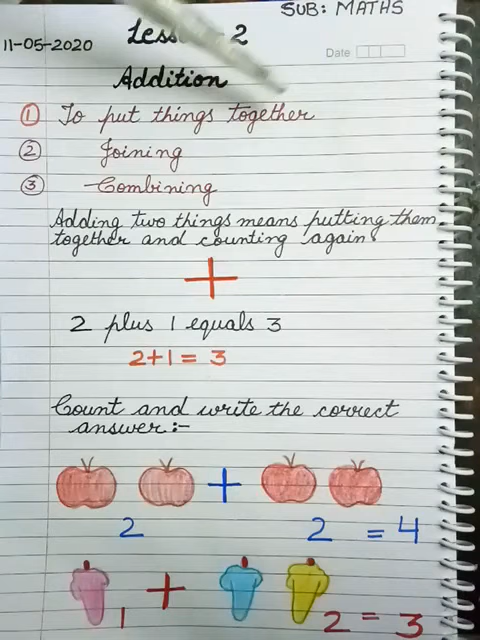 SUB: MATHS
11-05-2020
2
Date
Addition
① To put things together
② Joining
③ Combining
Adding two things means putting them
together and counting again.
+
2 plus 1 equals 3
2+1 = 3
Count and write the correct
answer:-
+
2 2 = 4
+
1 2 = 3